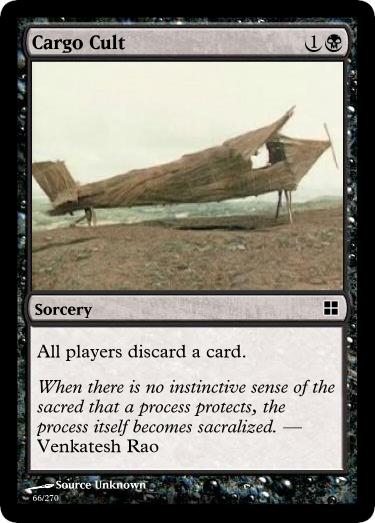 Cargo Cult 1
Sorcery
All players discard a card.
When there is no instinctive sense of the
sacred that a process protects, the
process itself becomes sacralized. —
Venkatesh Rao
Source Unknown
66/270